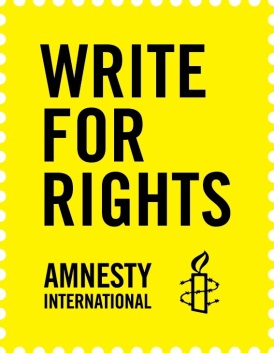 WRITE
FOR
RIGHTS
AMNESTY
INTERNATIONAL